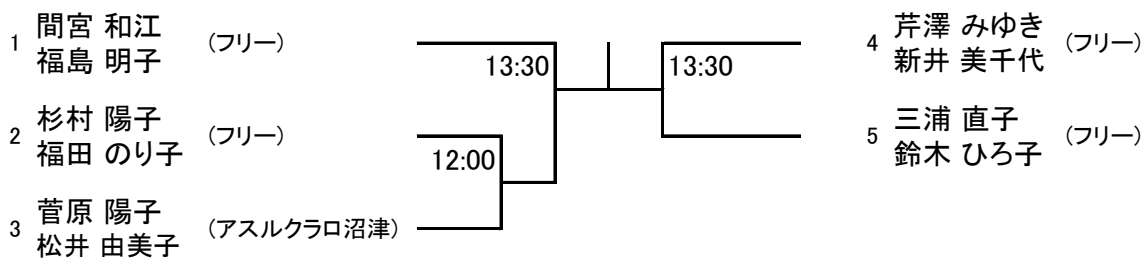 1 間宮 和江 (フリー)
福島 明子
13:30
2 杉村 陽子 (フリー)
福田 のり子
12:00
3 菅原 陽子 (アスルクラロ沼津)
松井 由美子
4 芹澤 みゆき (フリー)
新井 美千代
13:30
5 三浦 直子 (フリー)
鈴木 ひろ子